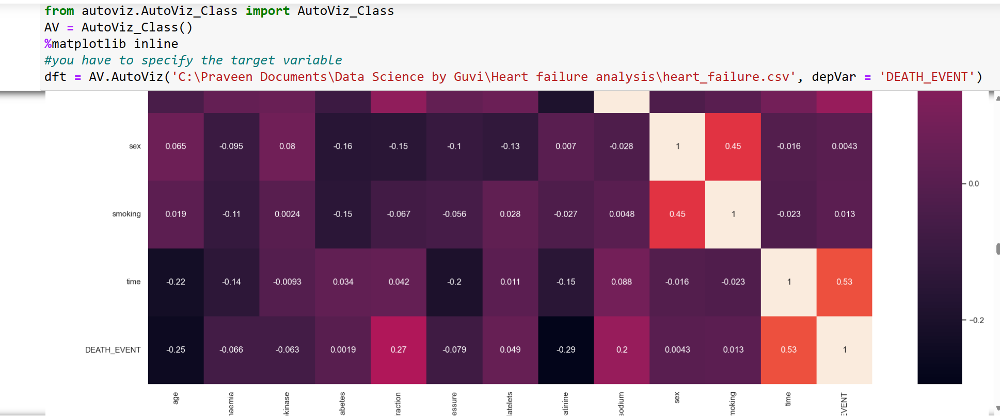 from autoviz.AutoViz_Class import AutoViz_Class
AV = AutoViz_Class()
%matplotlib inline
#you have to specify the target variable
dft = AV.AutoViz('C:\Praveen Documents\Data Science by Guvi\Heart failure analysis\heart_failure.csv', depVar = 'DEATH_EVENT')
sex 0.065 -0.095 0.08 -0.16 -0.15 -0.1 -0.13 0.007 -0.028 1 0.45 -0.016 0.0043
0.0
smoking 0.019 -0.11 0.0024 -0.15 -0.067 -0.056 0.028 -0.027 0.0048 0.45 1 -0.023 0.013
time -0.22 -0.14 -0.0093 0.034 0.042 -0.2 0.011 -0.15 0.088 -0.016 -0.023 1 0.53
−0.2
DEATH_EVENT -0.25 -0.066 -0.063 0.0019 0.27 -0.079 0.049 -0.29 0.2 0.0043 0.013 0.53 1
age
naemia
okinase
abetes
raction
essure
latelets
atinine
sodium
sex
moking
time
EVENT